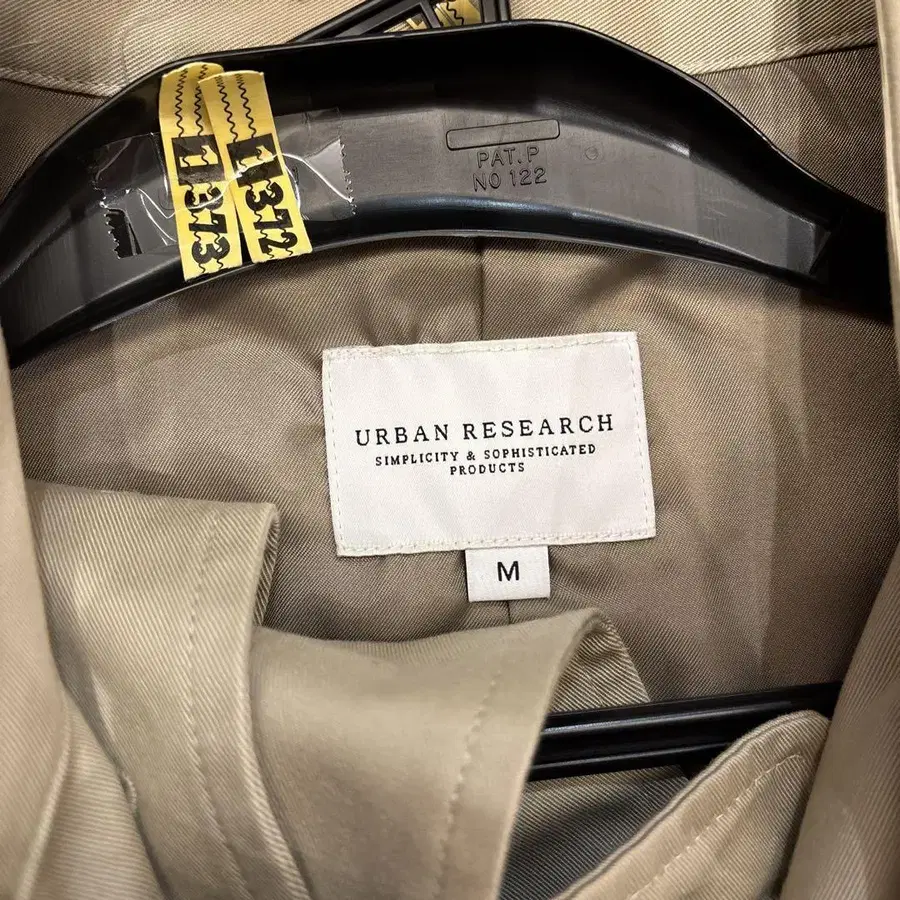 1373
1372
PAT. P
NO 122
URBAN RESEARCH
SIMPLICITY & SOPHISTICATED
PRODUCTS
M